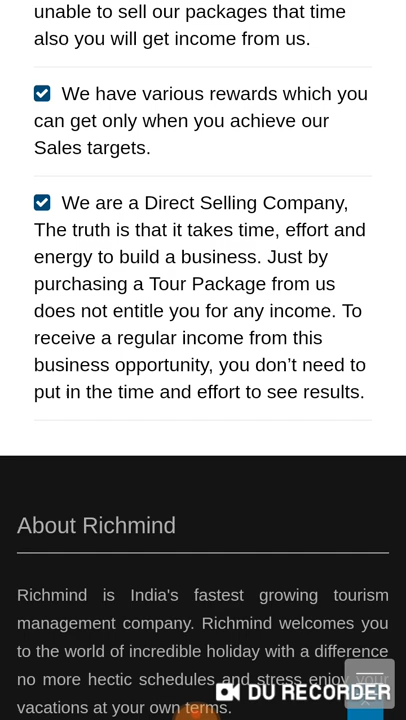 unable to sell our packages that time
also you will get income from us.
We have various rewards which you
can get only when you achieve our
Sales targets.
We are a Direct Selling Company,
The truth is that it takes time, effort and
energy to build a business. Just by
purchasing a Tour Package from us
does not entitle you for any income. To
receive a regular income from this
business opportunity, you don’t need to
put in the time and effort to see results.
About Richmind
Richmind is India's fastest growing tourism
management company. Richmind welcomes you
to the world of incredible holiday with a difference
no more hectic schedules and stress enjoy your
vacations at your own terms.
DU RECORDER